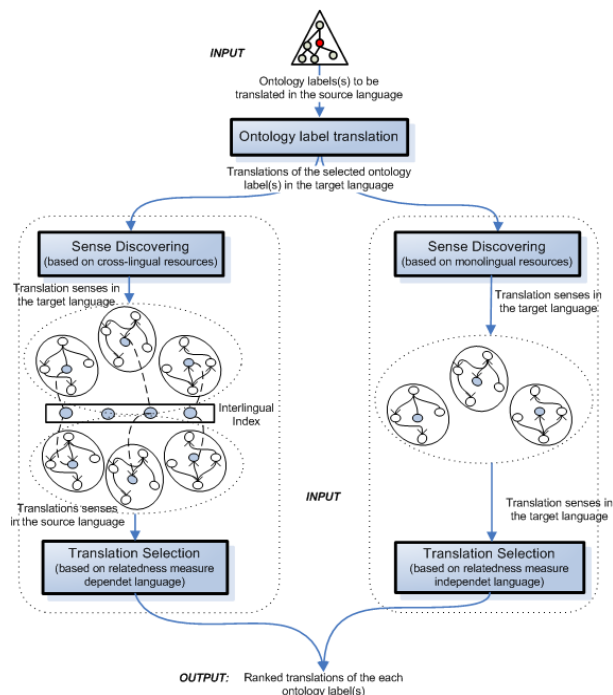 INPUT
Ontology labels(s) to be
translated in the source language
Ontology label translation
Translations of the selected ontology
label(s) in the target language
Sense Discovering
(based on cross-lingual resources)
Translation senses in
the target language
Interlingual
Index
Translations senses
in the source language
Translation Selection
(based on relatedness measure
dependet language)
Sense Discovering
(based on monolingual resources)
Translation senses in
the target language
INPUT
Translation senses in
the target language
Translation Selection
(based on relatedness measure
independet language)
OUTPUT: Ranked translations of the each
ontology label(s)